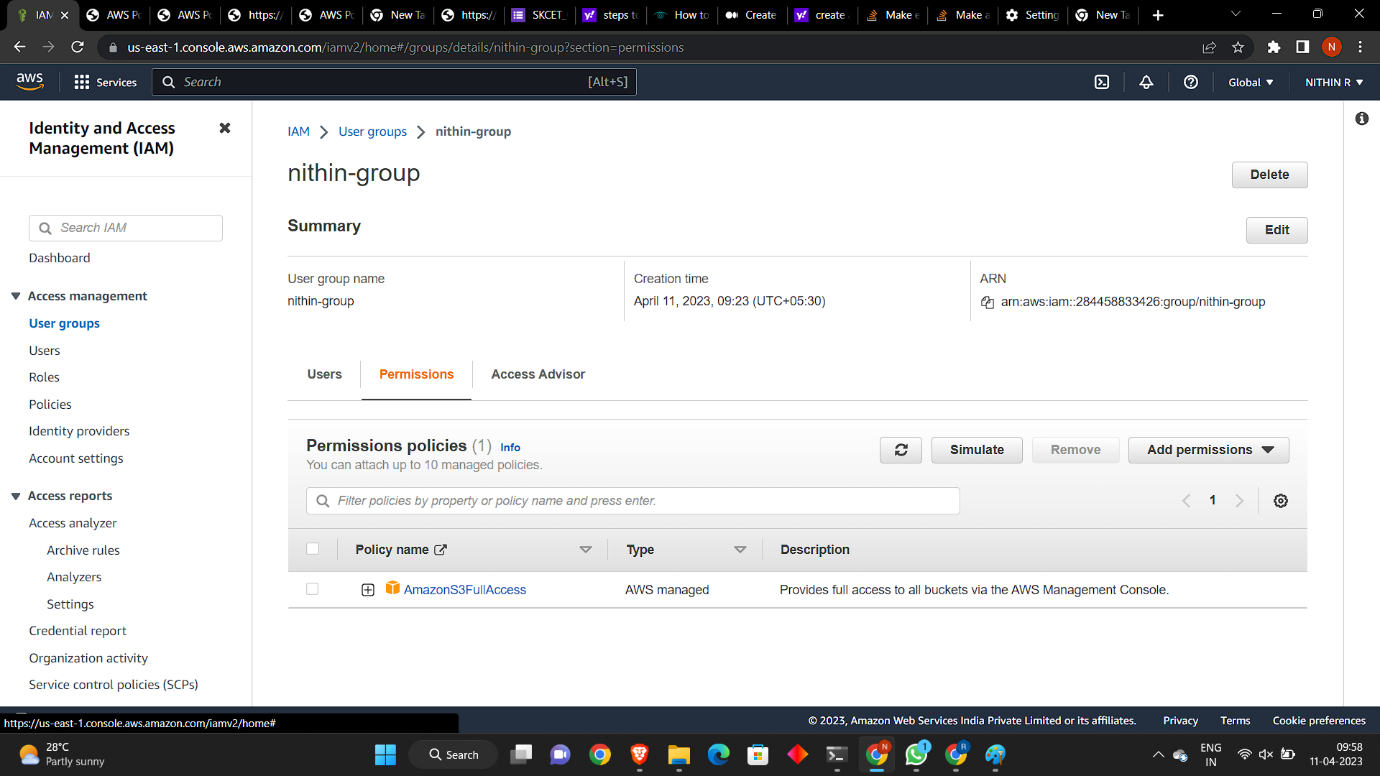 IAM
AWS Po
AWS Po
https:/
AWS Po
New Ta
https:/
SKCET_
steps to
How to
Create
create
Make e
Make a
Setting
New Ta
us-east-1.console.aws.amazon.com/iamv2/home#/groups/details/nithin-group?section=permissions
N
aws
Services
Search
[Alt+S]
Global
NITHIN R
Identity and Access
Management (IAM)
Search IAM
Dashboard
Access management
User groups
Users
Roles
Policies
Identity providers
Account settings
Access reports
Access analyzer
Archive rules
Analyzers
Settings
Credential report
Organization activity
Service control policies (SCPs)
IAM
User groups
nithin-group
nithin-group
Delete
Summary
Edit
User group name
nithin-group
Creation time
April 11, 2023, 09:23 (UTC+05:30)
ARN
arn:aws:iam::284458833426:group/nithin-group
Users
Permissions
Access Advisor
Permissions policies (1) Info
You can attach up to 10 managed policies.
Simulate
Remove
Add permissions
Filter policies by property or policy name and press enter.
1
Policy name
Type
Description
AmazonS3FullAccess
AWS managed
Provides full access to all buckets via the AWS Management Console.
https://us-east-1.console.aws.amazon.com/iamv2/home#
© 2023, Amazon Web Services India Private Limited or its affiliates.
Privacy
Terms
Cookie preferences
28°C
Partly sunny
Search
N
1
R
ENG
IN
09:58
11-04-2023